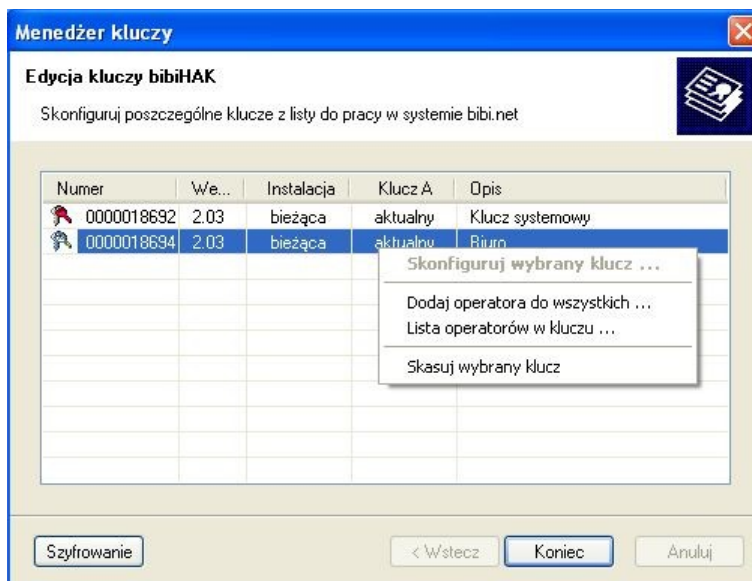 Menedżer kluczy
Edycja kluczy bibiHAK
Skonfiguruj poszczególne klucze z listy do pracy w systemie bibi.net
Numer We... Instalacja Klucz A Opis
0000018692 2.03 bieżąca aktualny Klucz systemowy
0000018694 2.03 bieżąca aktualny Biuro
Skonfiguruj wybrany klucz ...
Dodaj operatora do wszystkich ...
Lista operatorów w kluczu ...
Skasuj wybrany klucz
Szyfrowanie < Wstecz Koniec Anuluj